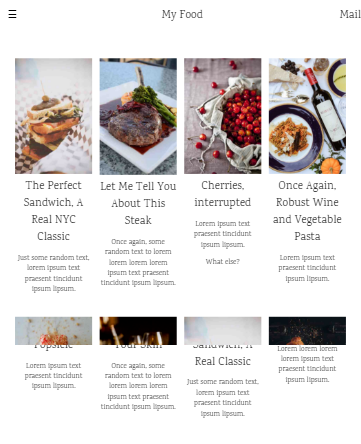 ☰
My Food
Mail
The Perfect
Sandwich, A
Real NYC
Classic
Just some random text,
lorem ipsum text
praesent tincidunt
ipsum lipsum.
Let Me Tell You
About This
Steak
Once again, some
random text to lorem
lorem lorem lorem
ipsum text praesent
tincidunt ipsum lipsum.
Cherries,
interrupted
Lorem ipsum text
praesent tincidunt
ipsum lipsum.
What else?
Once Again,
Robust Wine
and Vegetable
Pasta
Lorem ipsum text
praesent tincidunt
ipsum lipsum.
Popsicle
Lorem ipsum text
praesent tincidunt
ipsum lipsum.
Your Skin
Once again, some
random text to lorem
lorem lorem lorem
ipsum text praesent
tincidunt ipsum lipsum.
Sandwich, A
Real Classic
Just some random text,
lorem ipsum text
praesent tincidunt
ipsum lipsum.
Lorem lorem lorem
lorem ipsum text
praesent tincidunt
ipsum lipsum.